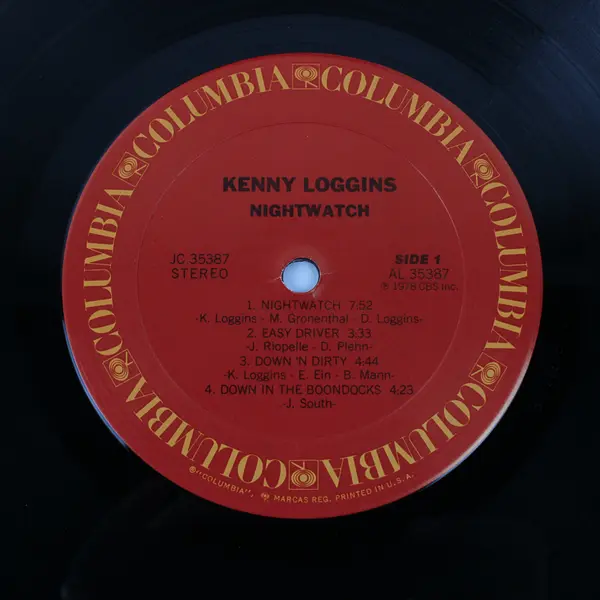 COLUMBIA COLUMBIA COLUMBIA COLUMBIA COLUMBIA COLUMBIA
KENNY LOGGINS
NIGHTWATCH
JC 35387
STEREO
SIDE 1
AL 35387
℗ 1978 CBS Inc.
1. NIGHTWATCH 7:52
-K. Loggins - M. Gronenthal - D. Loggins-
2. EASY DRIVER 3:33
-J. Riopelle - D. Plehn-
3. DOWN 'N DIRTY 4:44
-K. Loggins - E. Ein - B. Mann-
4. DOWN IN THE BOONDOCKS 4:23
-J. South-
®"COLUMBIA", MARCAS REG. PRINTED IN U.S.A.